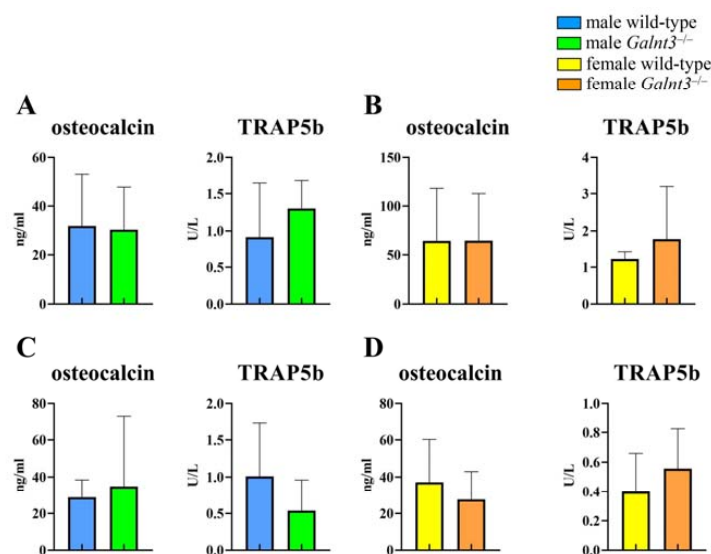 male wild-type
male Galnt3–/–
female wild-type
female Galnt3–/–
A
B
osteocalcin
TRAP5b
osteocalcin
TRAP5b
60
40
20
0
ng/ml
2.0
1.5
1.0
0.5
0.0
U/L
150
100
50
0
ng/ml
4
3
2
1
0
U/L
C
D
osteocalcin
TRAP5b
osteocalcin
TRAP5b
80
60
40
20
0
ng/ml
2.0
1.5
1.0
0.5
0.0
U/L
80
60
40
20
0
ng/ml
1.0
0.8
0.6
0.4
0.2
0.0
U/L